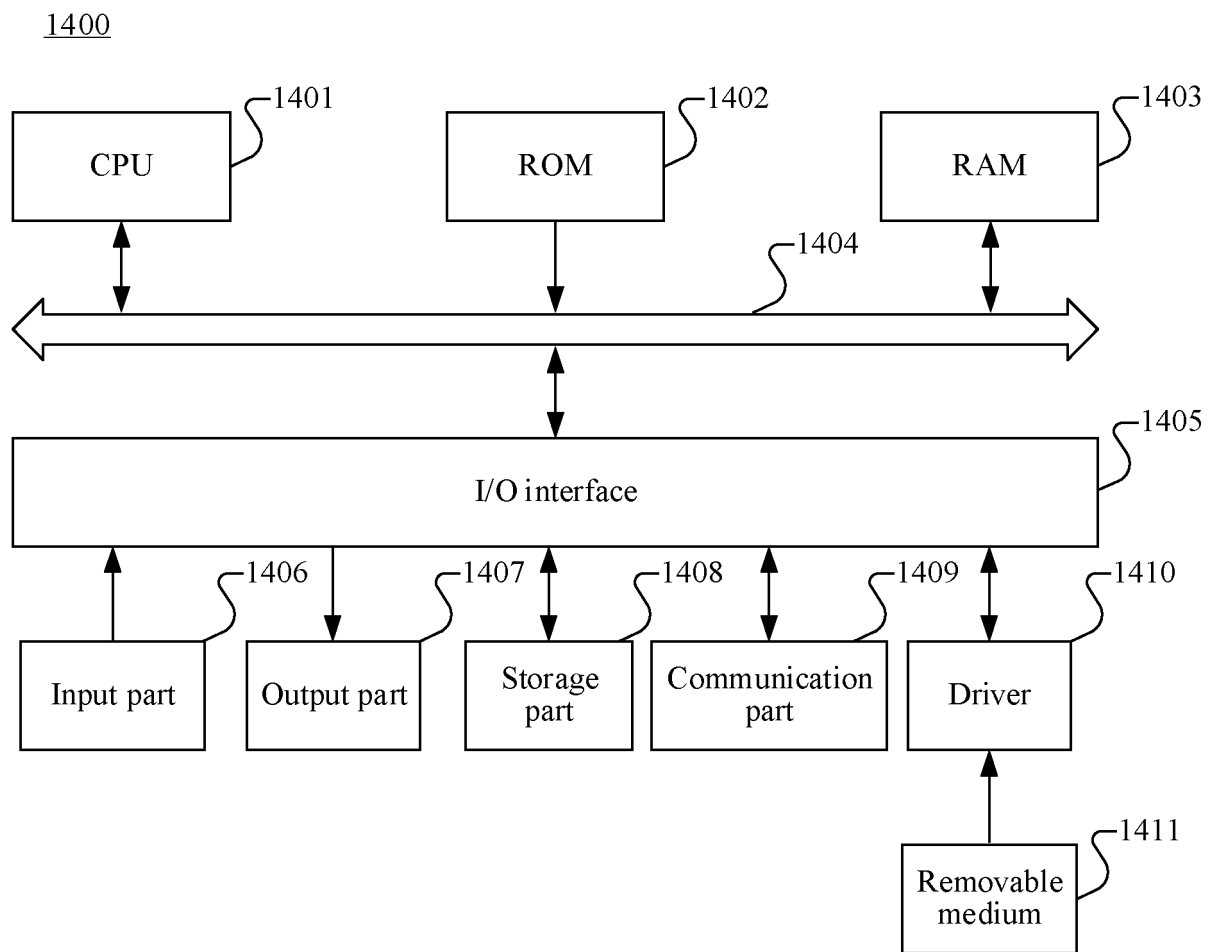 1400
1401
1402
1403
CPU
ROM
RAM
1404
1405
I/O interface
1406
1407
1408
1409
1410
Input part
Output part
Storage
part
Communication
part
Driver
1411
Removable
medium